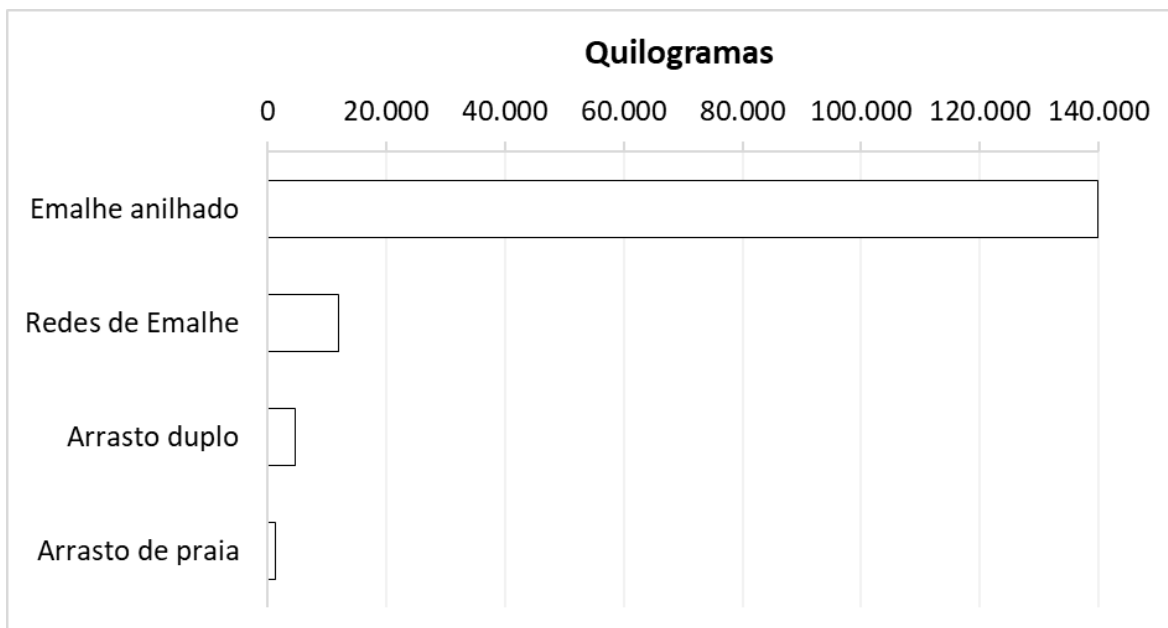 Quilogramas
0 20.000 40.000 60.000 80.000 100.000 120.000 140.000
Emalhe anilhado
Redes de Emalhe
Arrasto duplo
Arrasto de praia